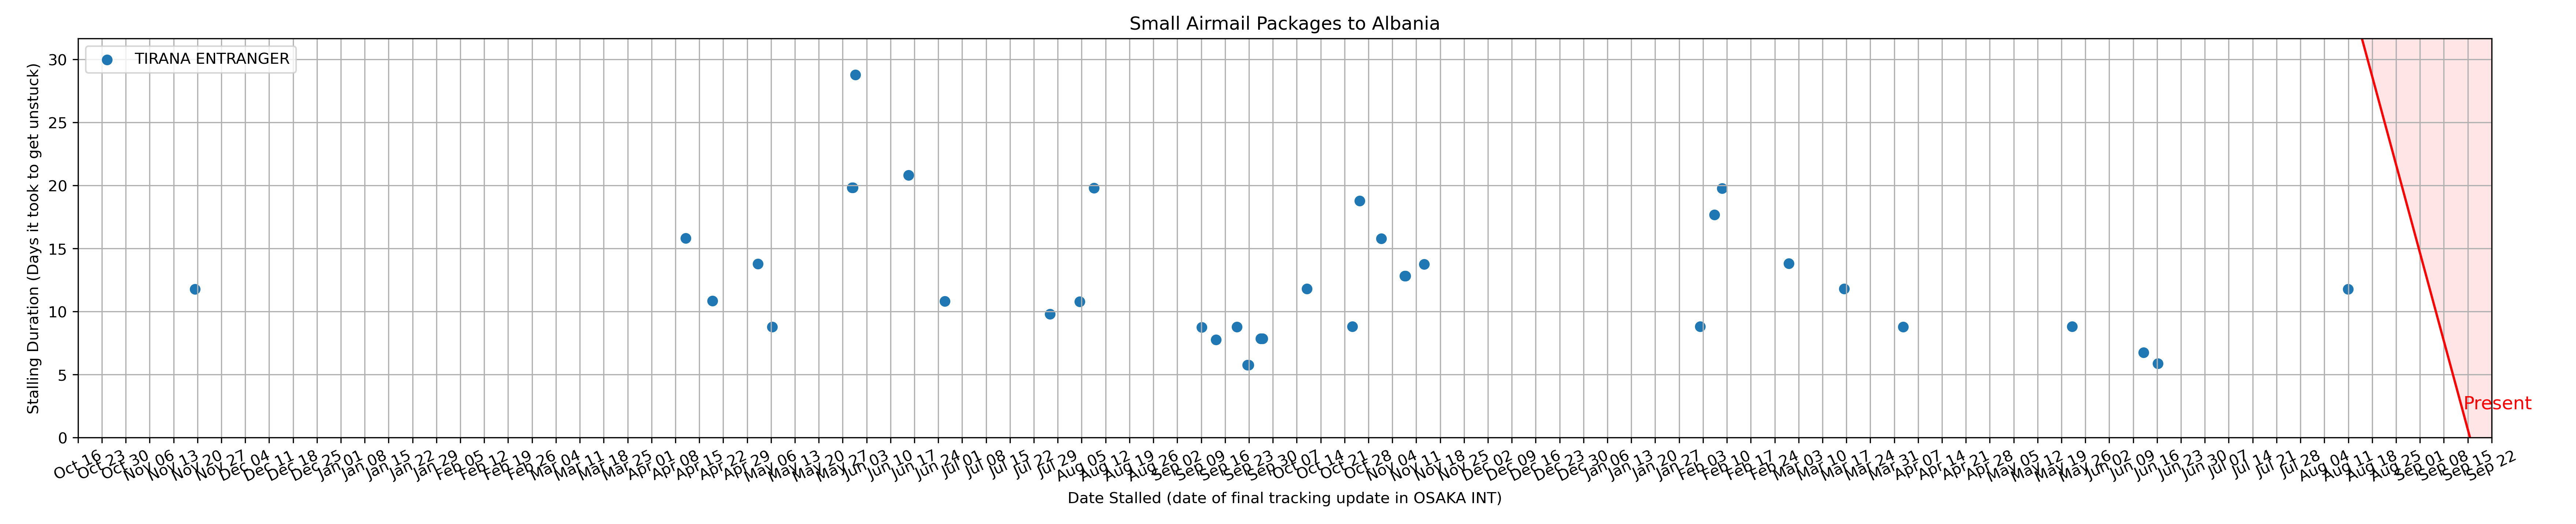 Small Airmail Packages to Albania
TIRANA ENTRANGER
Stalling Duration (Days it took to get unstuck)
30
25
20
15
10
5
0
Present
Oct 16 Oct 23 Oct 30 Nov 06 Nov 13 Nov 20 Nov 27 Dec 04 Dec 11 Dec 18 Dec 25 Jan 01 Jan 08 Jan 15 Jan 22 Jan 29 Feb 05 Feb 12 Feb 19 Feb 26 Mar 04 Mar 11 Mar 18 Mar 25 Apr 01 Apr 08 Apr 15 Apr 22 Apr 29 May 06 May 13 May 20 May 27 Jun 03 Jun 10 Jun 17 Jun 24 Jul 01 Jul 08 Jul 15 Jul 22 Jul 29 Aug 05 Aug 12 Aug 19 Aug 26 Sep 02 Sep 09 Sep 16 Sep 23 Sep 30 Oct 07 Oct 14 Oct 21 Oct 28 Nov 04 Nov 11 Nov 18 Nov 25 Dec 02 Dec 09 Dec 16 Dec 23 Dec 30 Jan 06 Jan 13 Jan 20 Jan 27 Feb 03 Feb 10 Feb 17 Feb 24 Mar 03 Mar 10 Mar 17 Mar 24 Mar 31 Apr 07 Apr 14 Apr 21 Apr 28 May 05 May 12 May 19 May 26 Jun 02 Jun 09 Jun 16 Jun 23 Jun 30 Jul 07 Jul 14 Jul 21 Jul 28 Aug 04 Aug 11 Aug 18 Aug 25 Sep 01 Sep 08 Sep 15 Sep 22
Date Stalled (date of final tracking update in OSAKA INT)